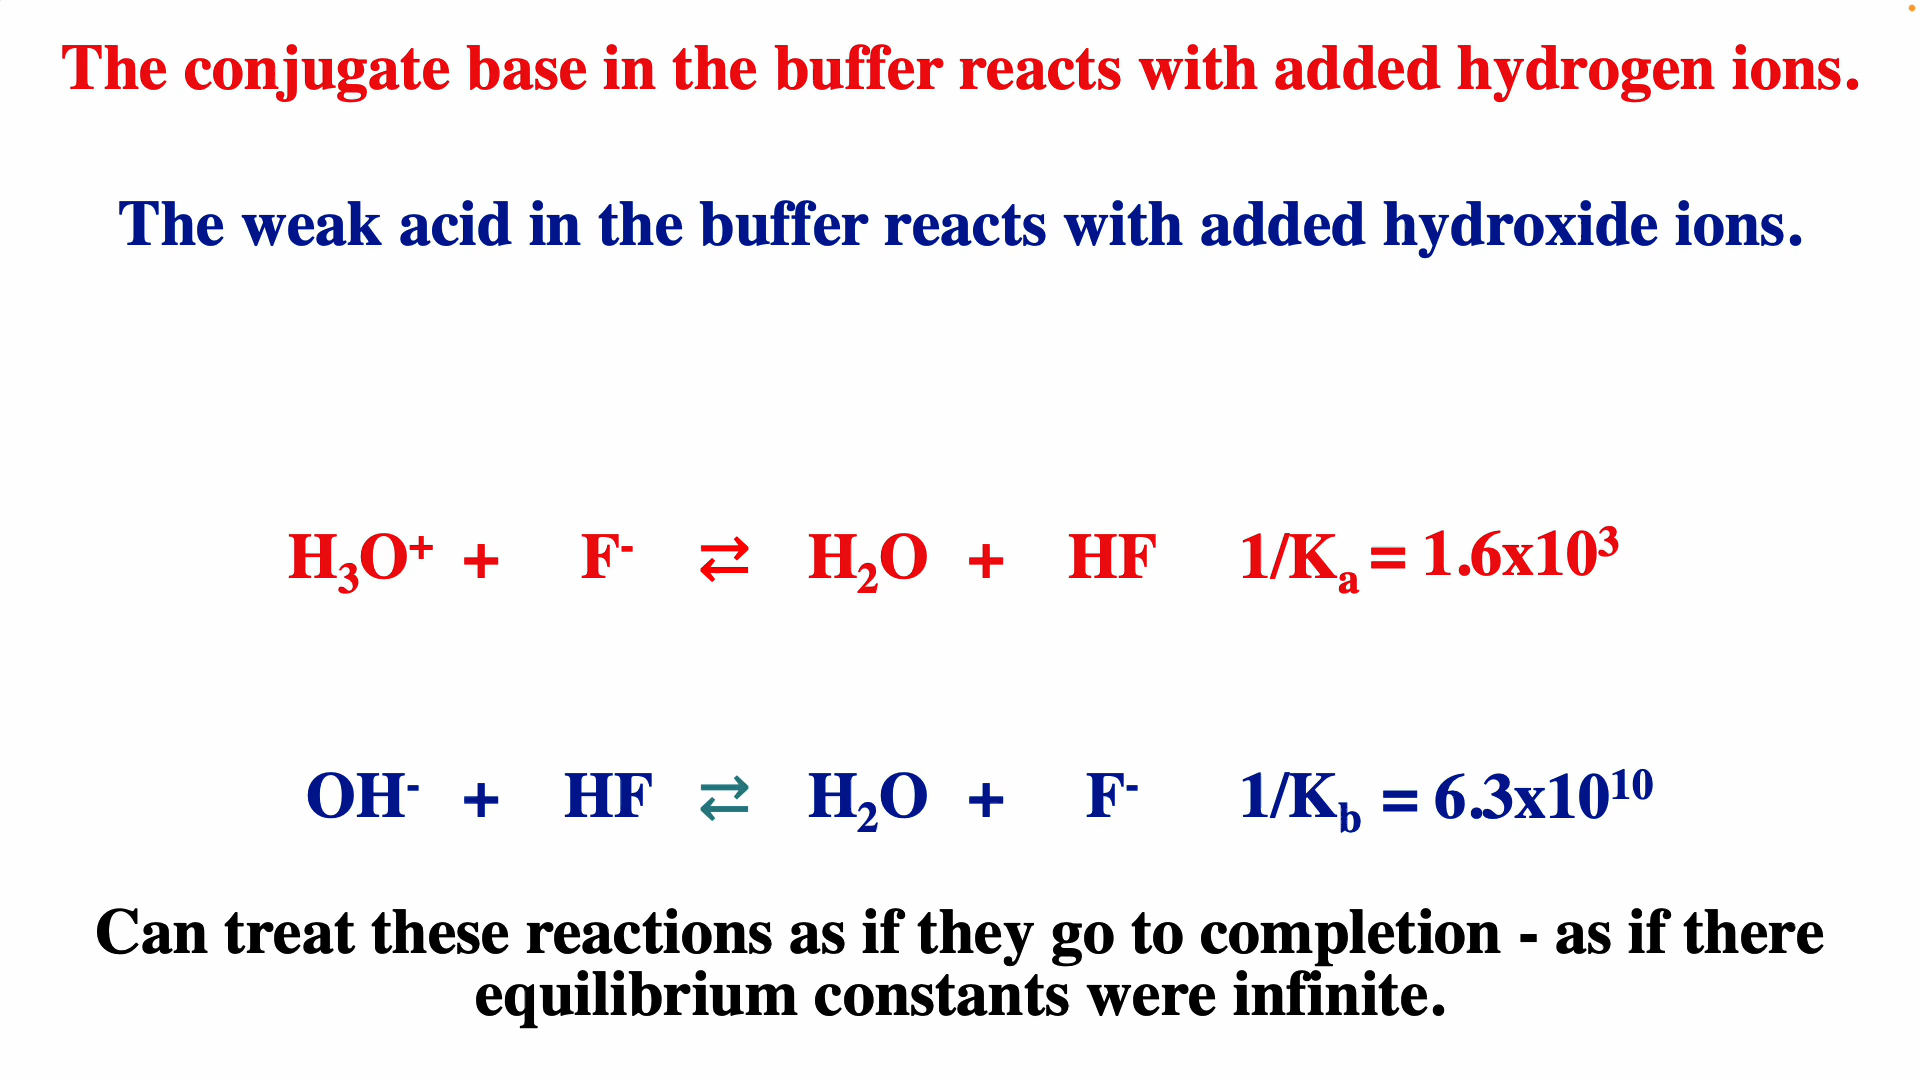 The conjugate base in the buffer reacts with added hydrogen ions.
The weak acid in the buffer reacts with added hydroxide ions.
H₃O⁺ + F⁻ ⇄ H₂O + HF 1/Kₐ = 1.6x10³
OH⁻ + HF ⇄ H₂O + F⁻ 1/K_b = 6.3x10¹⁰
Can treat these reactions as if they go to completion - as if there
equilibrium constants were infinite.